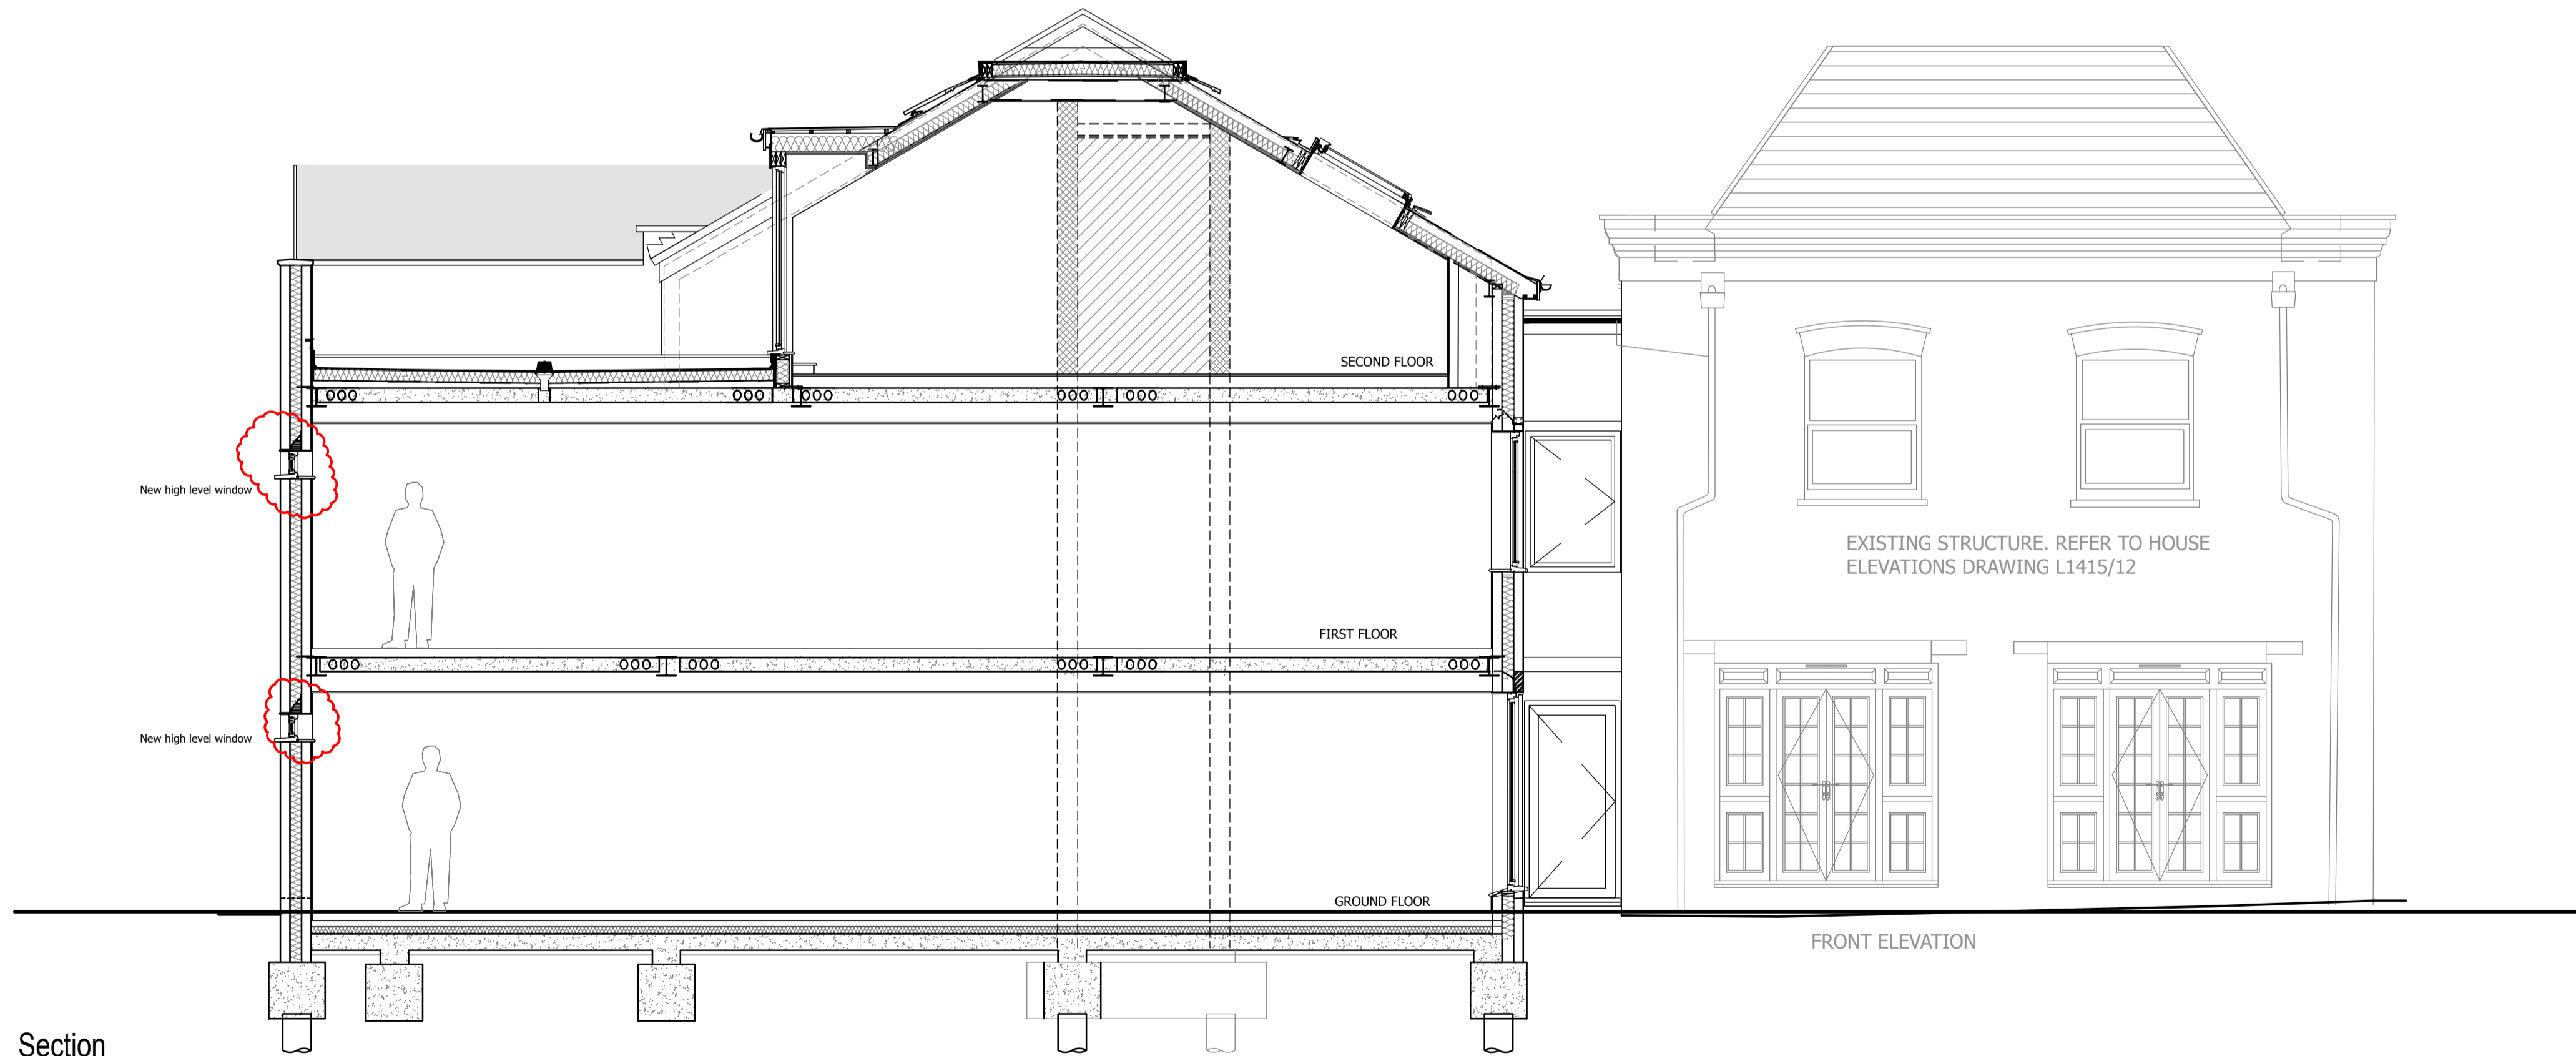 SECOND FLOOR
New high level window
EXISTING STRUCTURE. REFER TO HOUSE
ELEVATIONS DRAWING L1415/12
FIRST FLOOR
New high level window
GROUND FLOOR
FRONT ELEVATION
Section